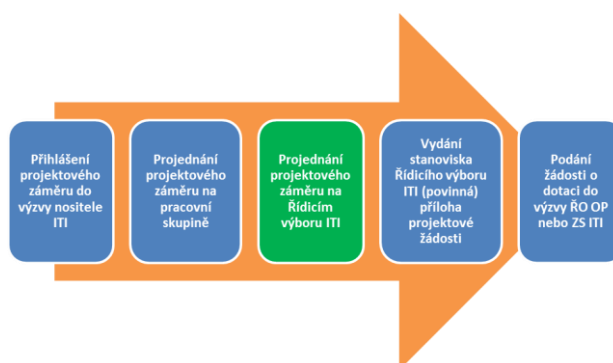 Přihlášení
projektového
záměru do
výzvy nositele
ITI
Projednání
projektového
záměru na
pracovní
skupině
Projednání
projektového
záměru na
Řídicím
výboru ITI
Vydání
stanoviska
Řídicího výboru
ITI (povinná)
příloha
projektové
žádosti
Podání
žádosti o
dotaci do
výzvy ŘO OP
nebo ZS ITI